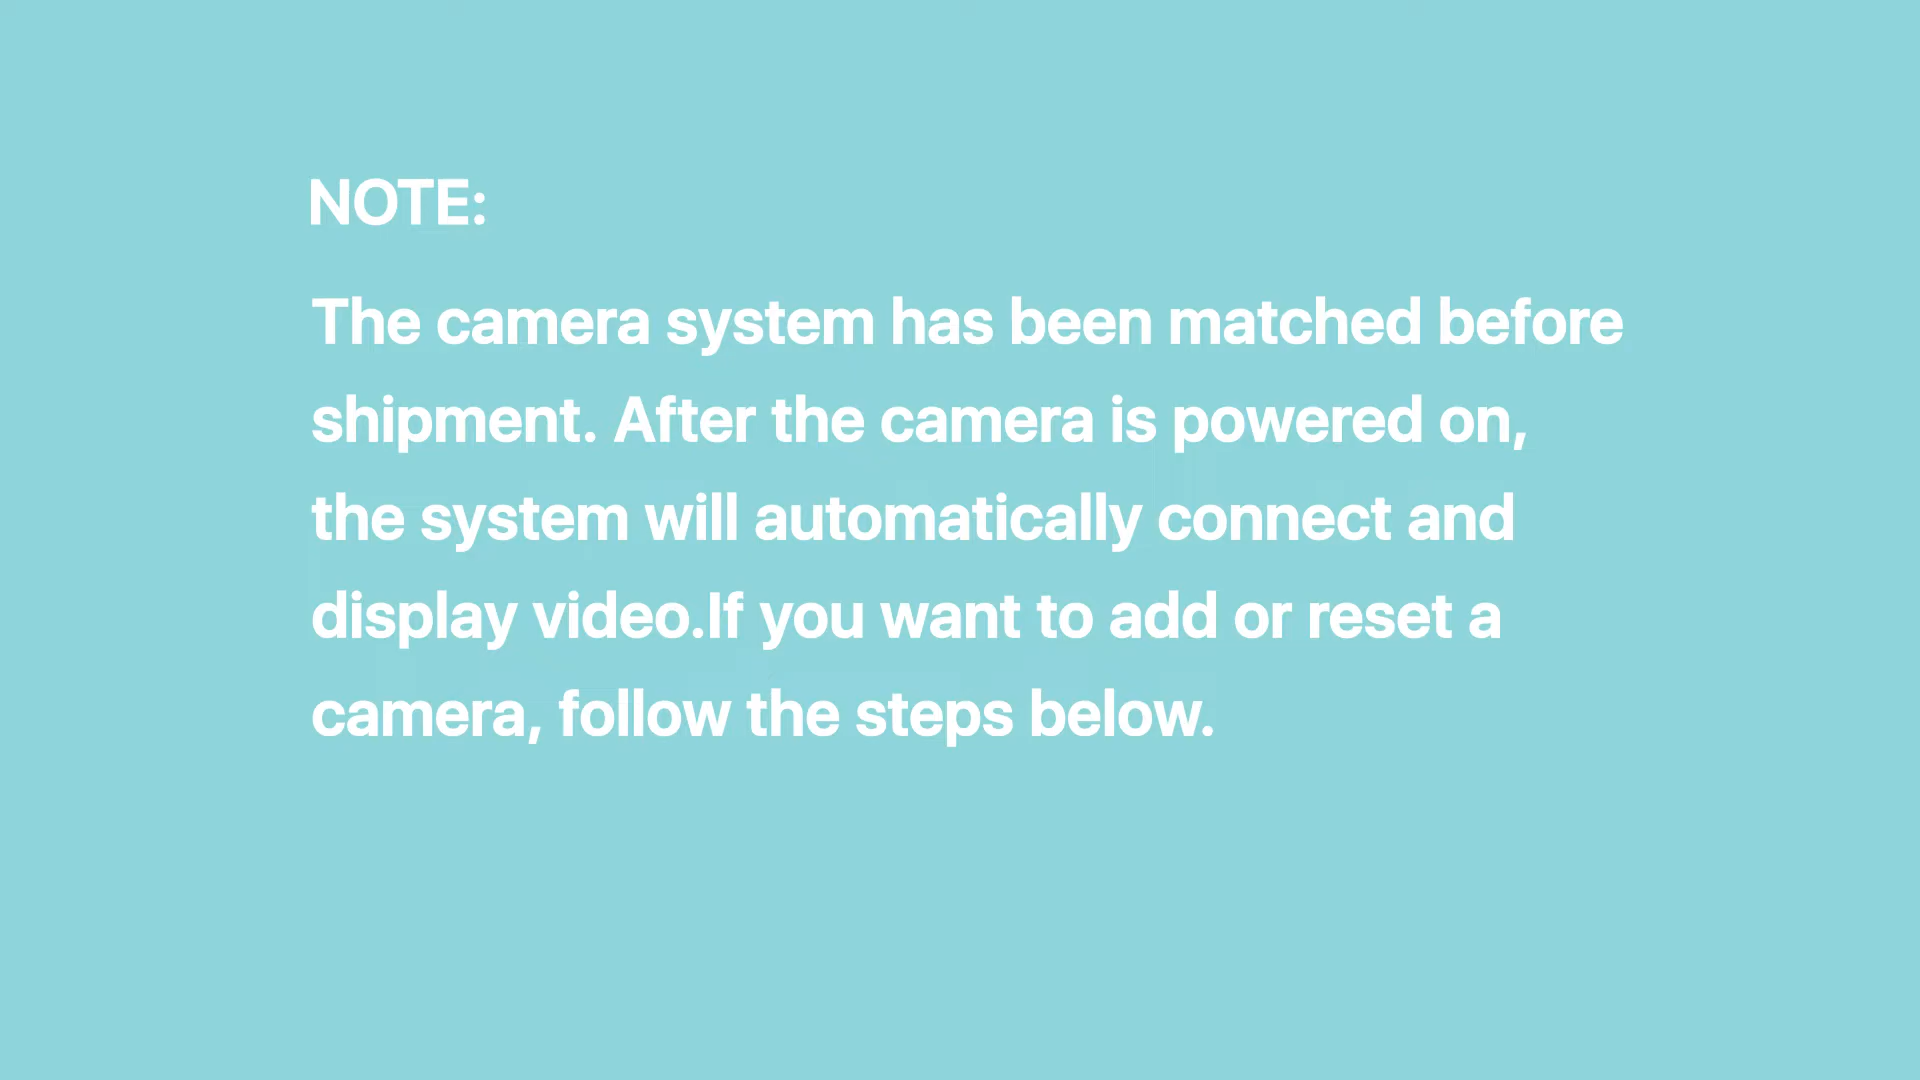 NOTE:
The camera system has been matched before
shipment. After the camera is powered on,
the system will automatically connect and
display video.If you want to add or reset a
camera, follow the steps below.